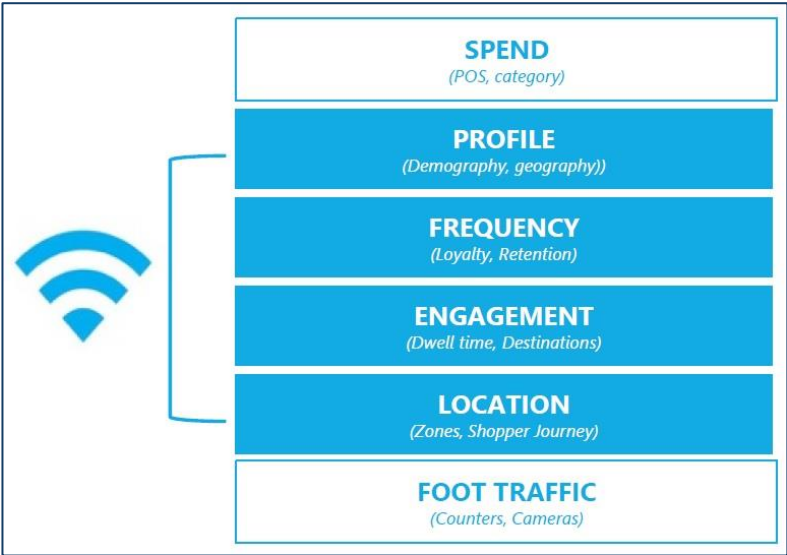 SPEND
(POS, category)
PROFILE
(Demography, geography))
FREQUENCY
(Loyalty, Retention)
ENGAGEMENT
(Dwell time, Destinations)
LOCATION
(Zones, Shopper Journey)
FOOT TRAFFIC
(Counters, Cameras)